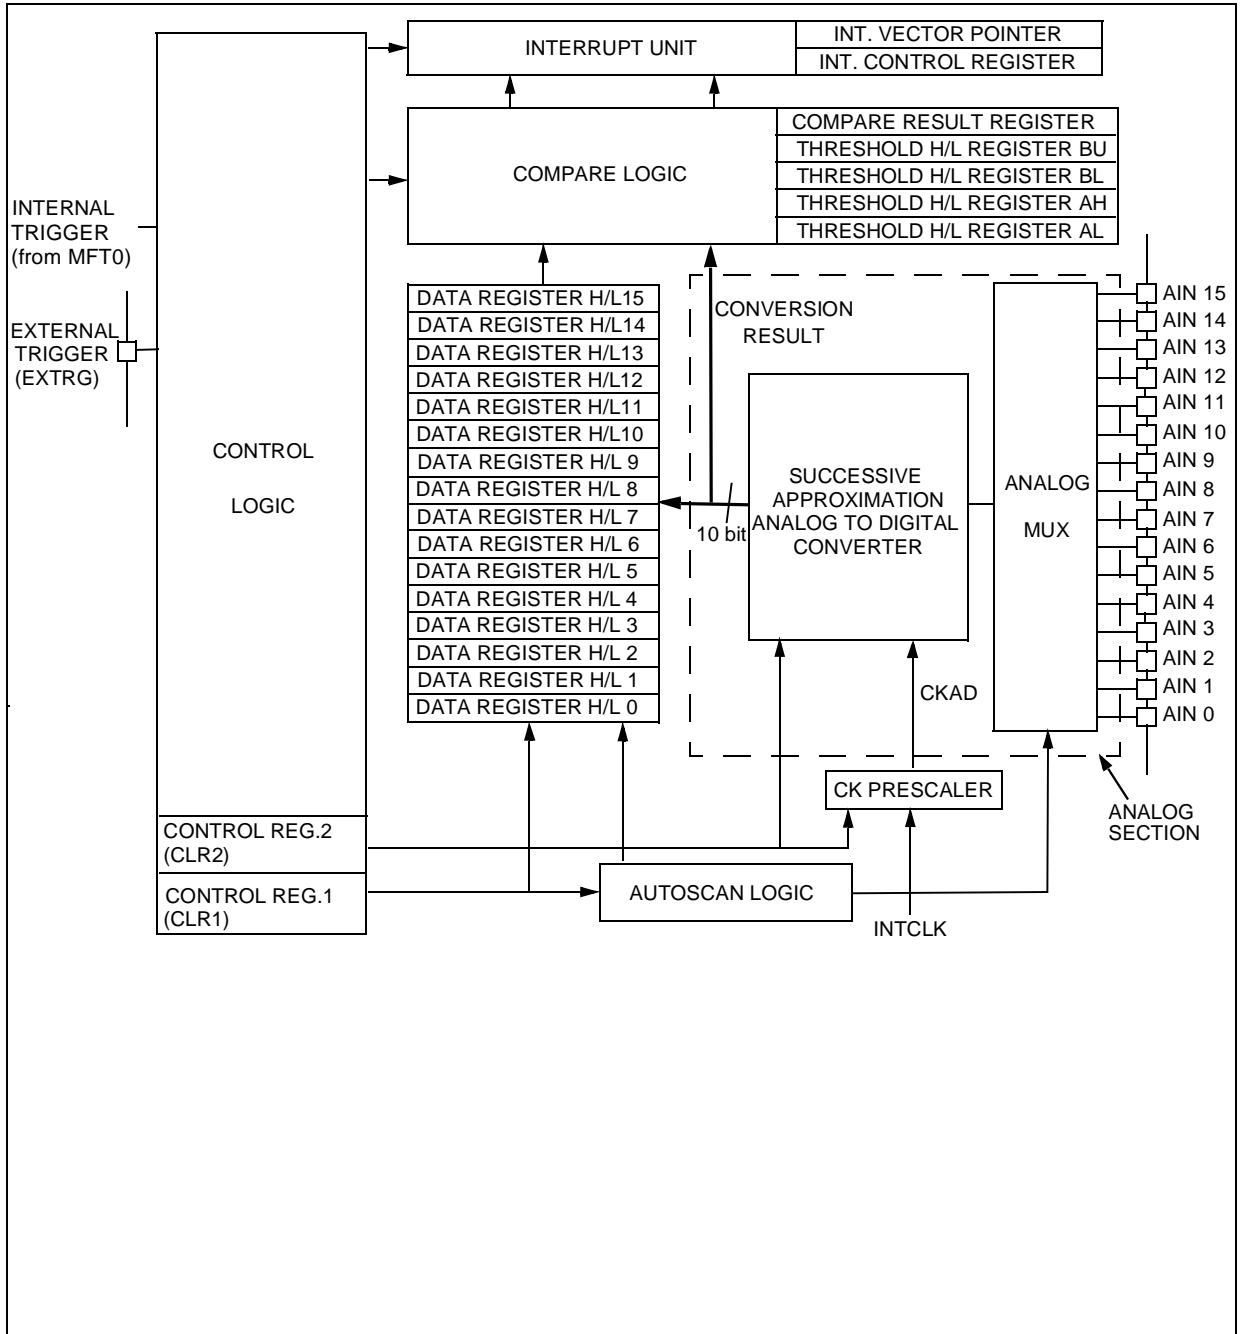 INTERRUPT UNIT
INT. VECTOR POINTER
INT. CONTROL REGISTER
COMPARE LOGIC
COMPARE RESULT REGISTER
THRESHOLD H/L REGISTER BU
THRESHOLD H/L REGISTER BL
THRESHOLD H/L REGISTER AH
THRESHOLD H/L REGISTER AL
INTERNAL
TRIGGER
(from MFT0)
EXTERNAL
TRIGGER
(EXTRG)
CONTROL
LOGIC
DATA REGISTER H/L15
DATA REGISTER H/L14
DATA REGISTER H/L13
DATA REGISTER H/L12
DATA REGISTER H/L11
DATA REGISTER H/L10
DATA REGISTER H/L 9
DATA REGISTER H/L 8
DATA REGISTER H/L 7
DATA REGISTER H/L 6
DATA REGISTER H/L 5
DATA REGISTER H/L 4
DATA REGISTER H/L 3
DATA REGISTER H/L 2
DATA REGISTER H/L 1
DATA REGISTER H/L 0
CONVERSION
RESULT
10 bit
SUCCESSIVE
APPROXIMATION
ANALOG TO DIGITAL
CONVERTER
ANALOG
MUX
AIN 15
AIN 14
AIN 13
AIN 12
AIN 11
AIN 10
AIN 9
AIN 8
AIN 7
AIN 6
AIN 5
AIN 4
AIN 3
AIN 2
AIN 1
AIN 0
CKAD
CK PRESCALER
ANALOG
SECTION
CONTROL REG.2
(CLR2)
CONTROL REG.1
(CLR1)
AUTOSCAN LOGIC
INTCLK